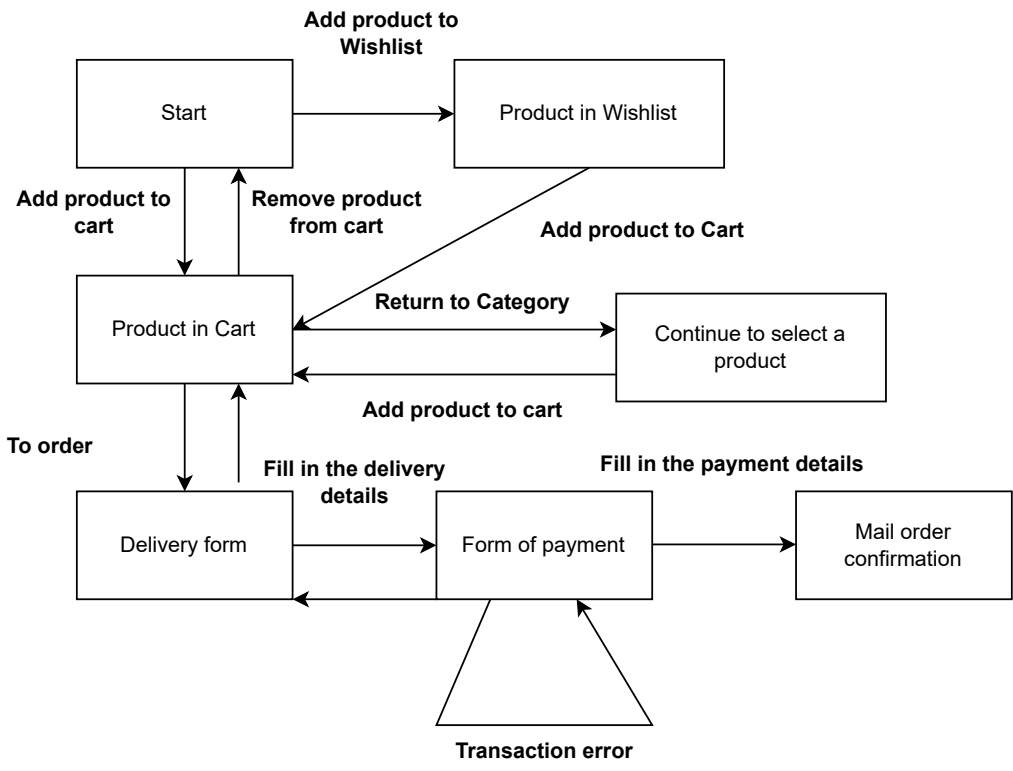 Add product to
Wishlist
Start
Product in Wishlist
Add product to
cart
Remove product
from cart
Add product to Cart
Return to Category
Product in Cart
Continue to select a
product
Add product to cart
To order
Fill in the delivery
details
Fill in the payment details
Delivery form
Form of payment
Mail order
confirmation
Transaction error